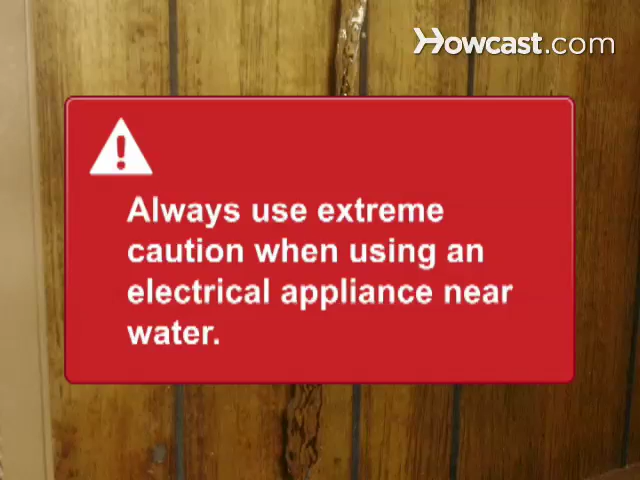 Howcast.com
Always use extreme
caution when using an
electrical appliance near
water.